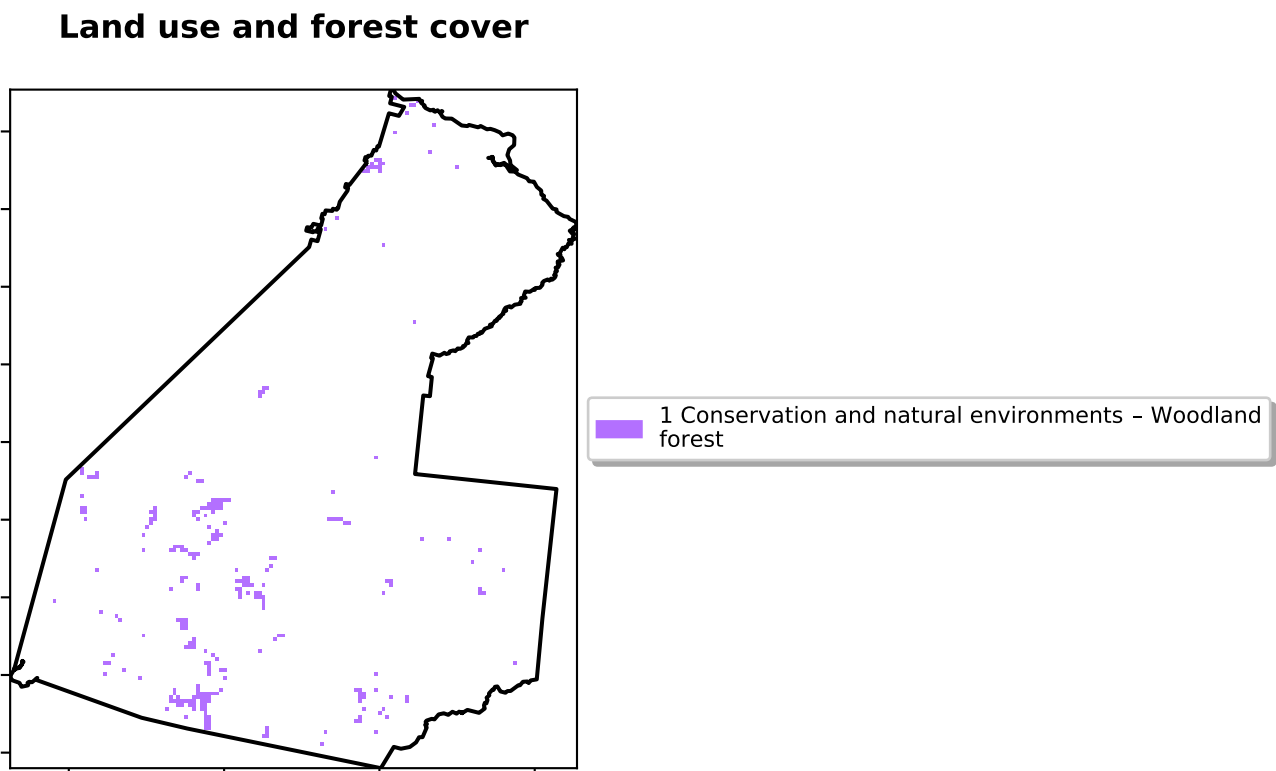 Land use and forest cover
1 Conservation and natural environments – Woodland
forest